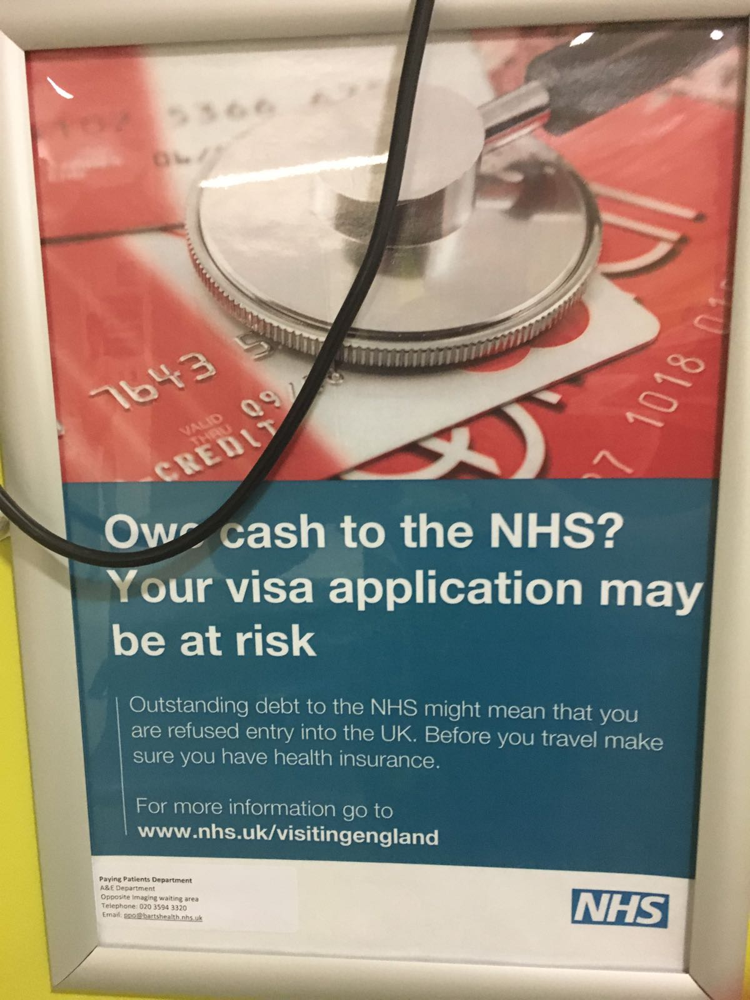 5366
06/
7643 5
VALID
THRU
09/
CREDIT
1018 01
97
Owe cash to the NHS?
Your visa application may
be at risk
Outstanding debt to the NHS might mean that you
are refused entry into the UK. Before you travel make
sure you have health insurance.
For more information go to
www.nhs.uk/visitingengland
Paying Patients Department
A&E Department
Opposite Imaging waiting area
Telephone: 020 3594 3320
Email: ppo@bartshealth.nhs.uk
NHS